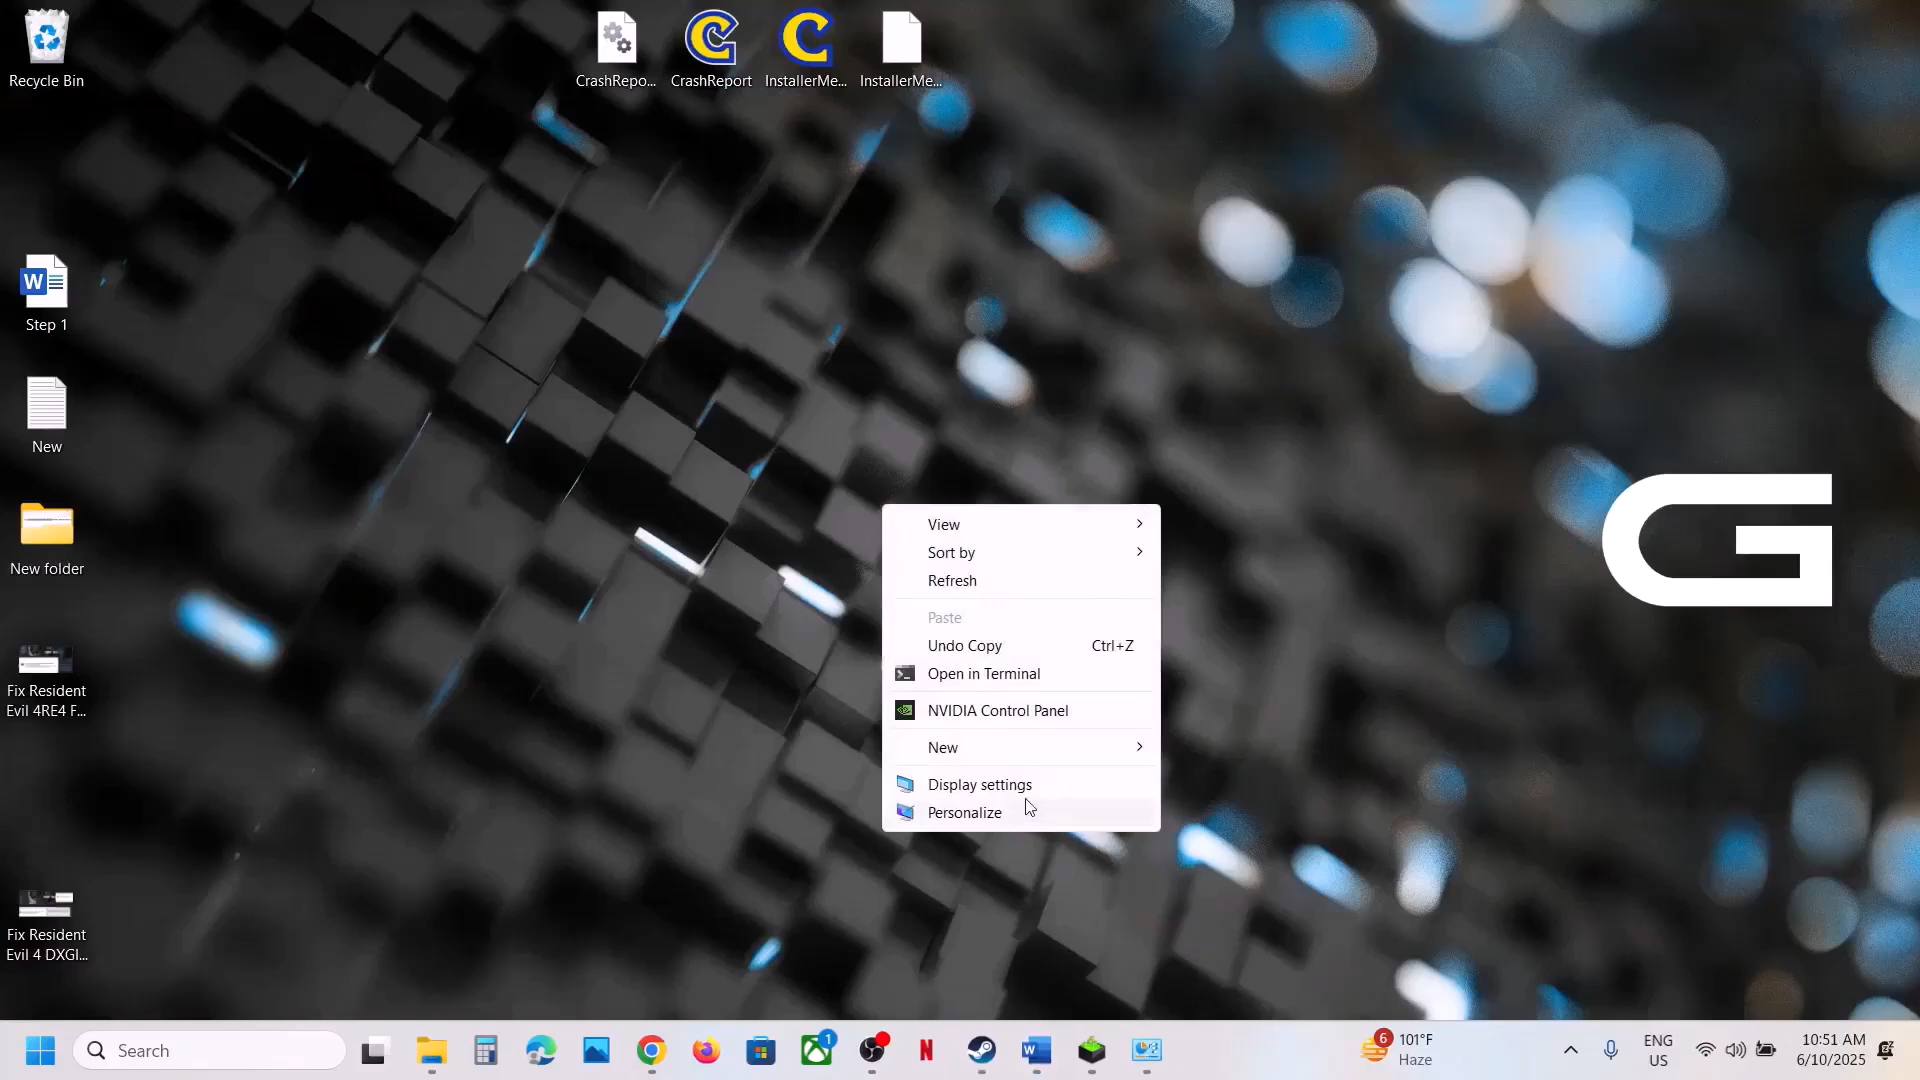 Recycle Bin
CrashRepo...
CrashReport
InstallerMe...
InstallerMe...
Step 1
New
New folder
Fix Resident
Evil 4RE4 F...
Fix Resident
Evil 4 DXGI...
View
Sort by
Refresh
Paste
Undo Copy Ctrl+Z
Open in Terminal
NVIDIA Control Panel
New
Display settings
Personalize
G
Search
1
6
101°F
Haze
ENG
US
10:51 AM
6/10/2025